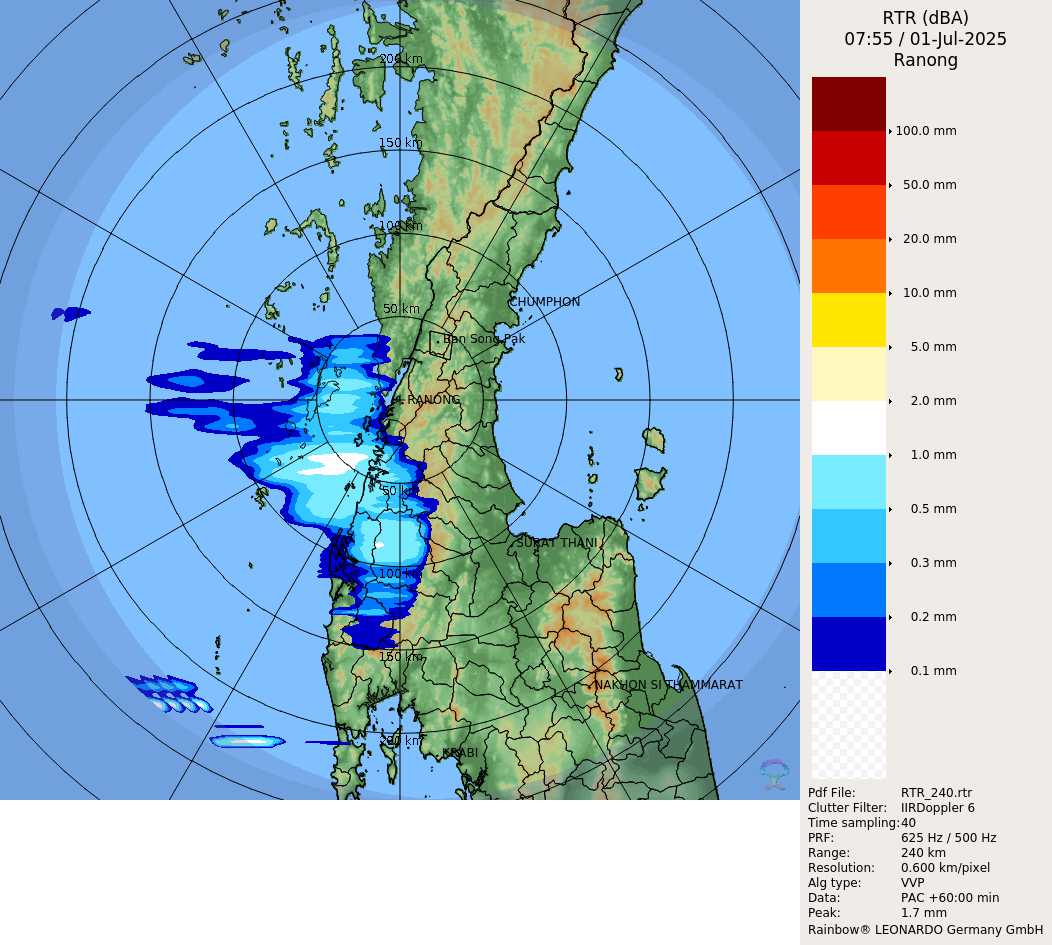 RTR (dBA)
07:55 / 01-Jul-2025
Ranong
200 km
150 km
100 km
50 km
CHUMPHON
Ban Song Pak
RANONG
50 km
SURAT THANI
100 km
150 km
NAKHON SI THAMMARAT
200 km
KRABI
100.0 mm
50.0 mm
20.0 mm
10.0 mm
5.0 mm
2.0 mm
1.0 mm
0.5 mm
0.3 mm
0.2 mm
0.1 mm
Pdf File: RTR_240.rtr
Clutter Filter: IIRDoppler 6
Time sampling:40
PRF: 625 Hz / 500 Hz
Range: 240 km
Resolution: 0.600 km/pixel
Alg type: VVP
Data: PAC +60:00 min
Peak: 1.7 mm
Rainbow® LEONARDO Germany GmbH